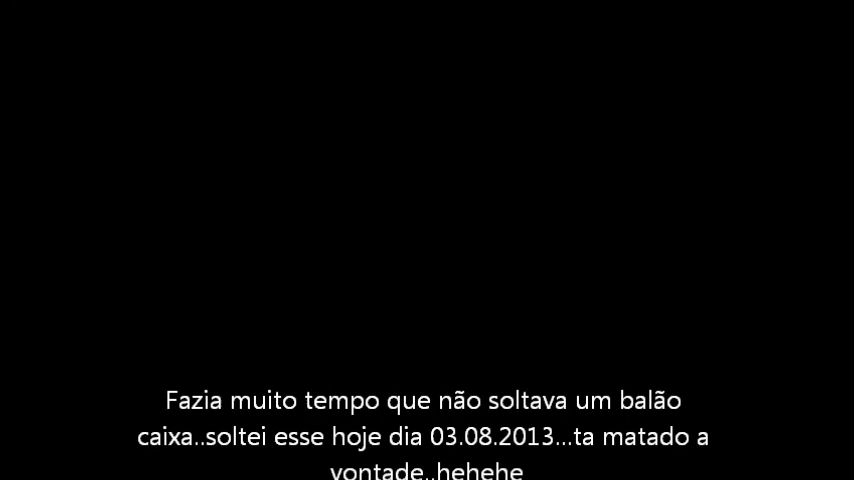 Fazia muito tempo que não soltava um balão
caixa..soltei esse hoje dia 03.08.2013...ta matado a
vontade..hehehe